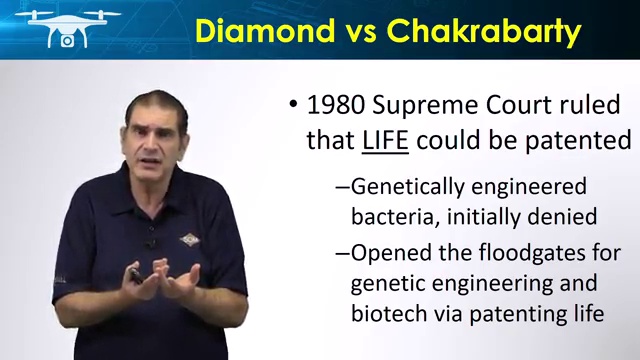 Diamond vs Chakrabarty
• 1980 Supreme Court ruled
that LIFE could be patented
–Genetically engineered
bacteria, initially denied
–Opened the floodgates for
genetic engineering and
biotech via patenting life